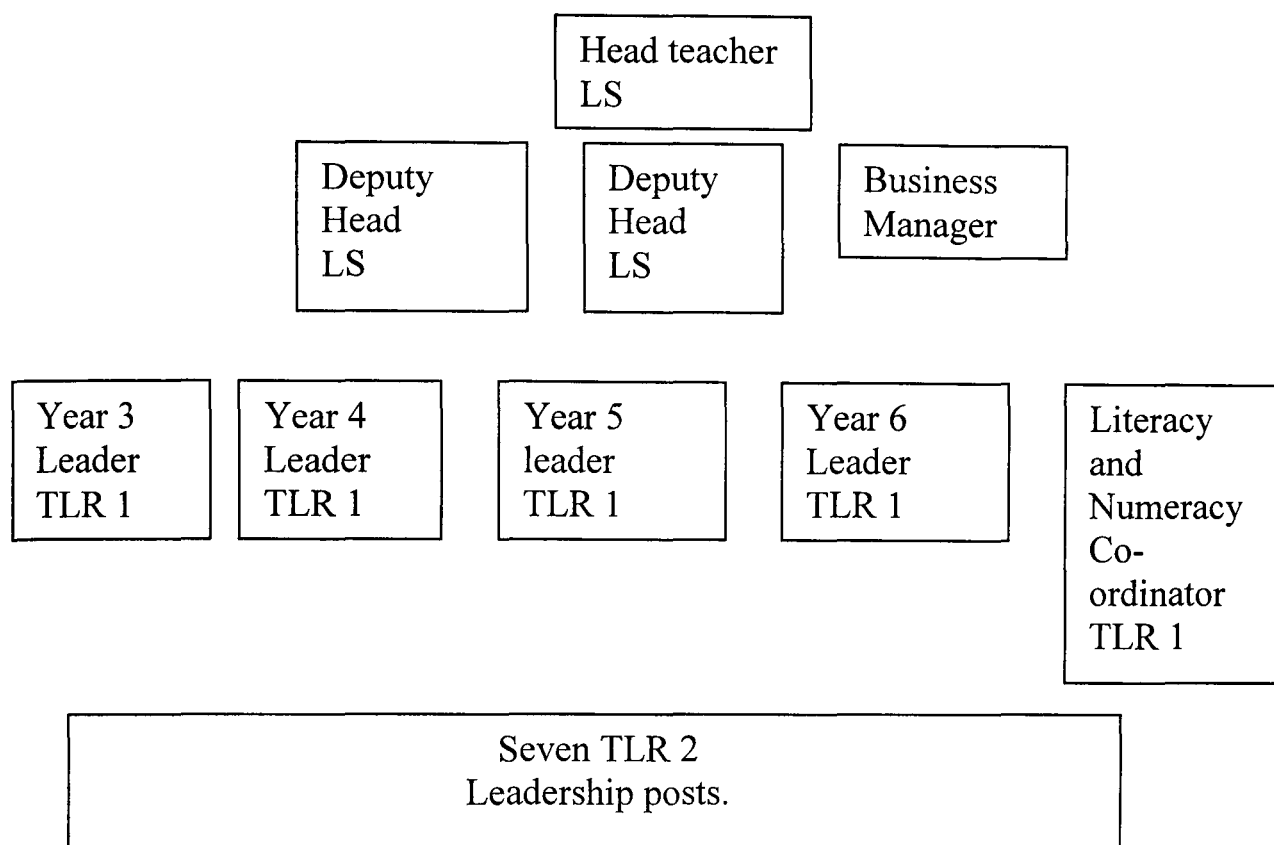 Head teacher
LS
Deputy
Head
LS
Deputy
Head
LS
Business
Manager
Year 3
Leader
TLR 1
Year 4
Leader
TLR 1
Year 5
leader
TLR 1
Year 6
Leader
TLR 1
Literacy
and
Numeracy
Co-
ordinator
TLR 1
Seven TLR 2
Leadership posts.